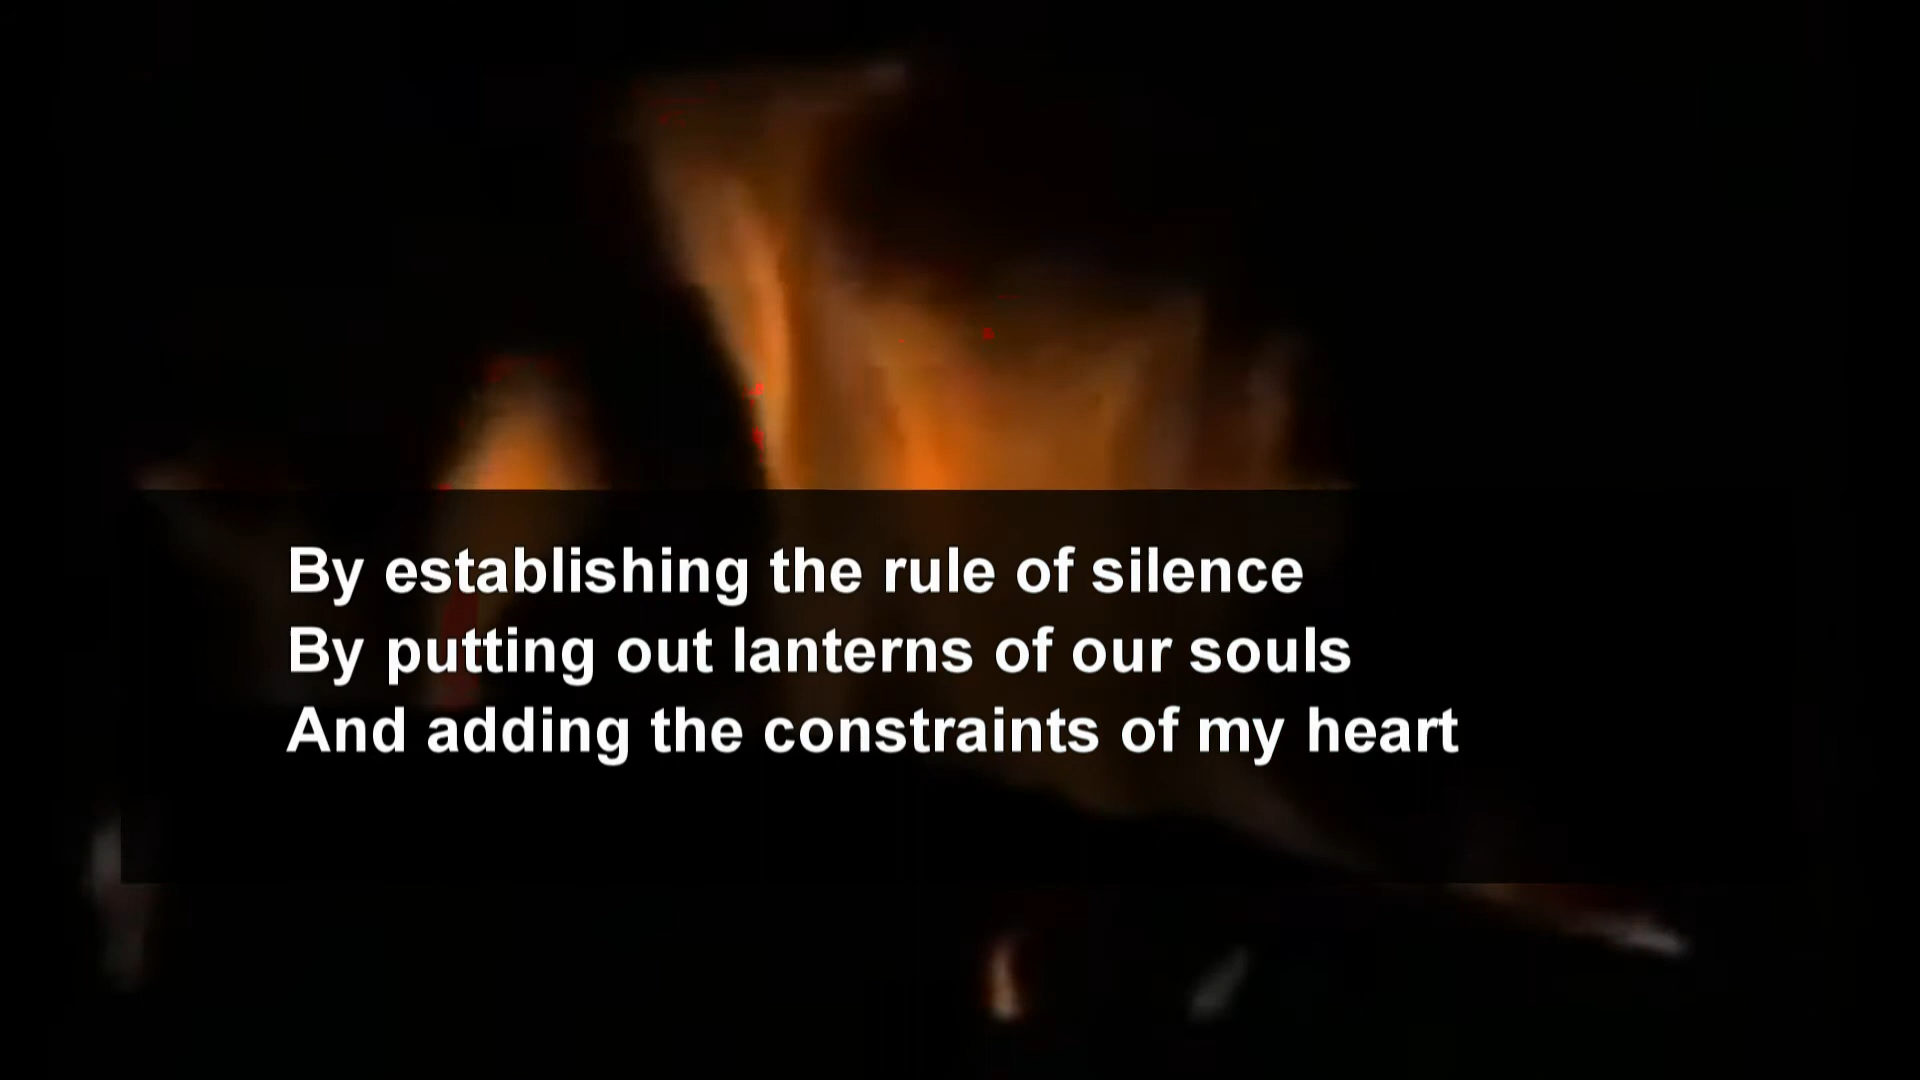 By establishing the rule of silence
By putting out lanterns of our souls
And adding the constraints of my heart